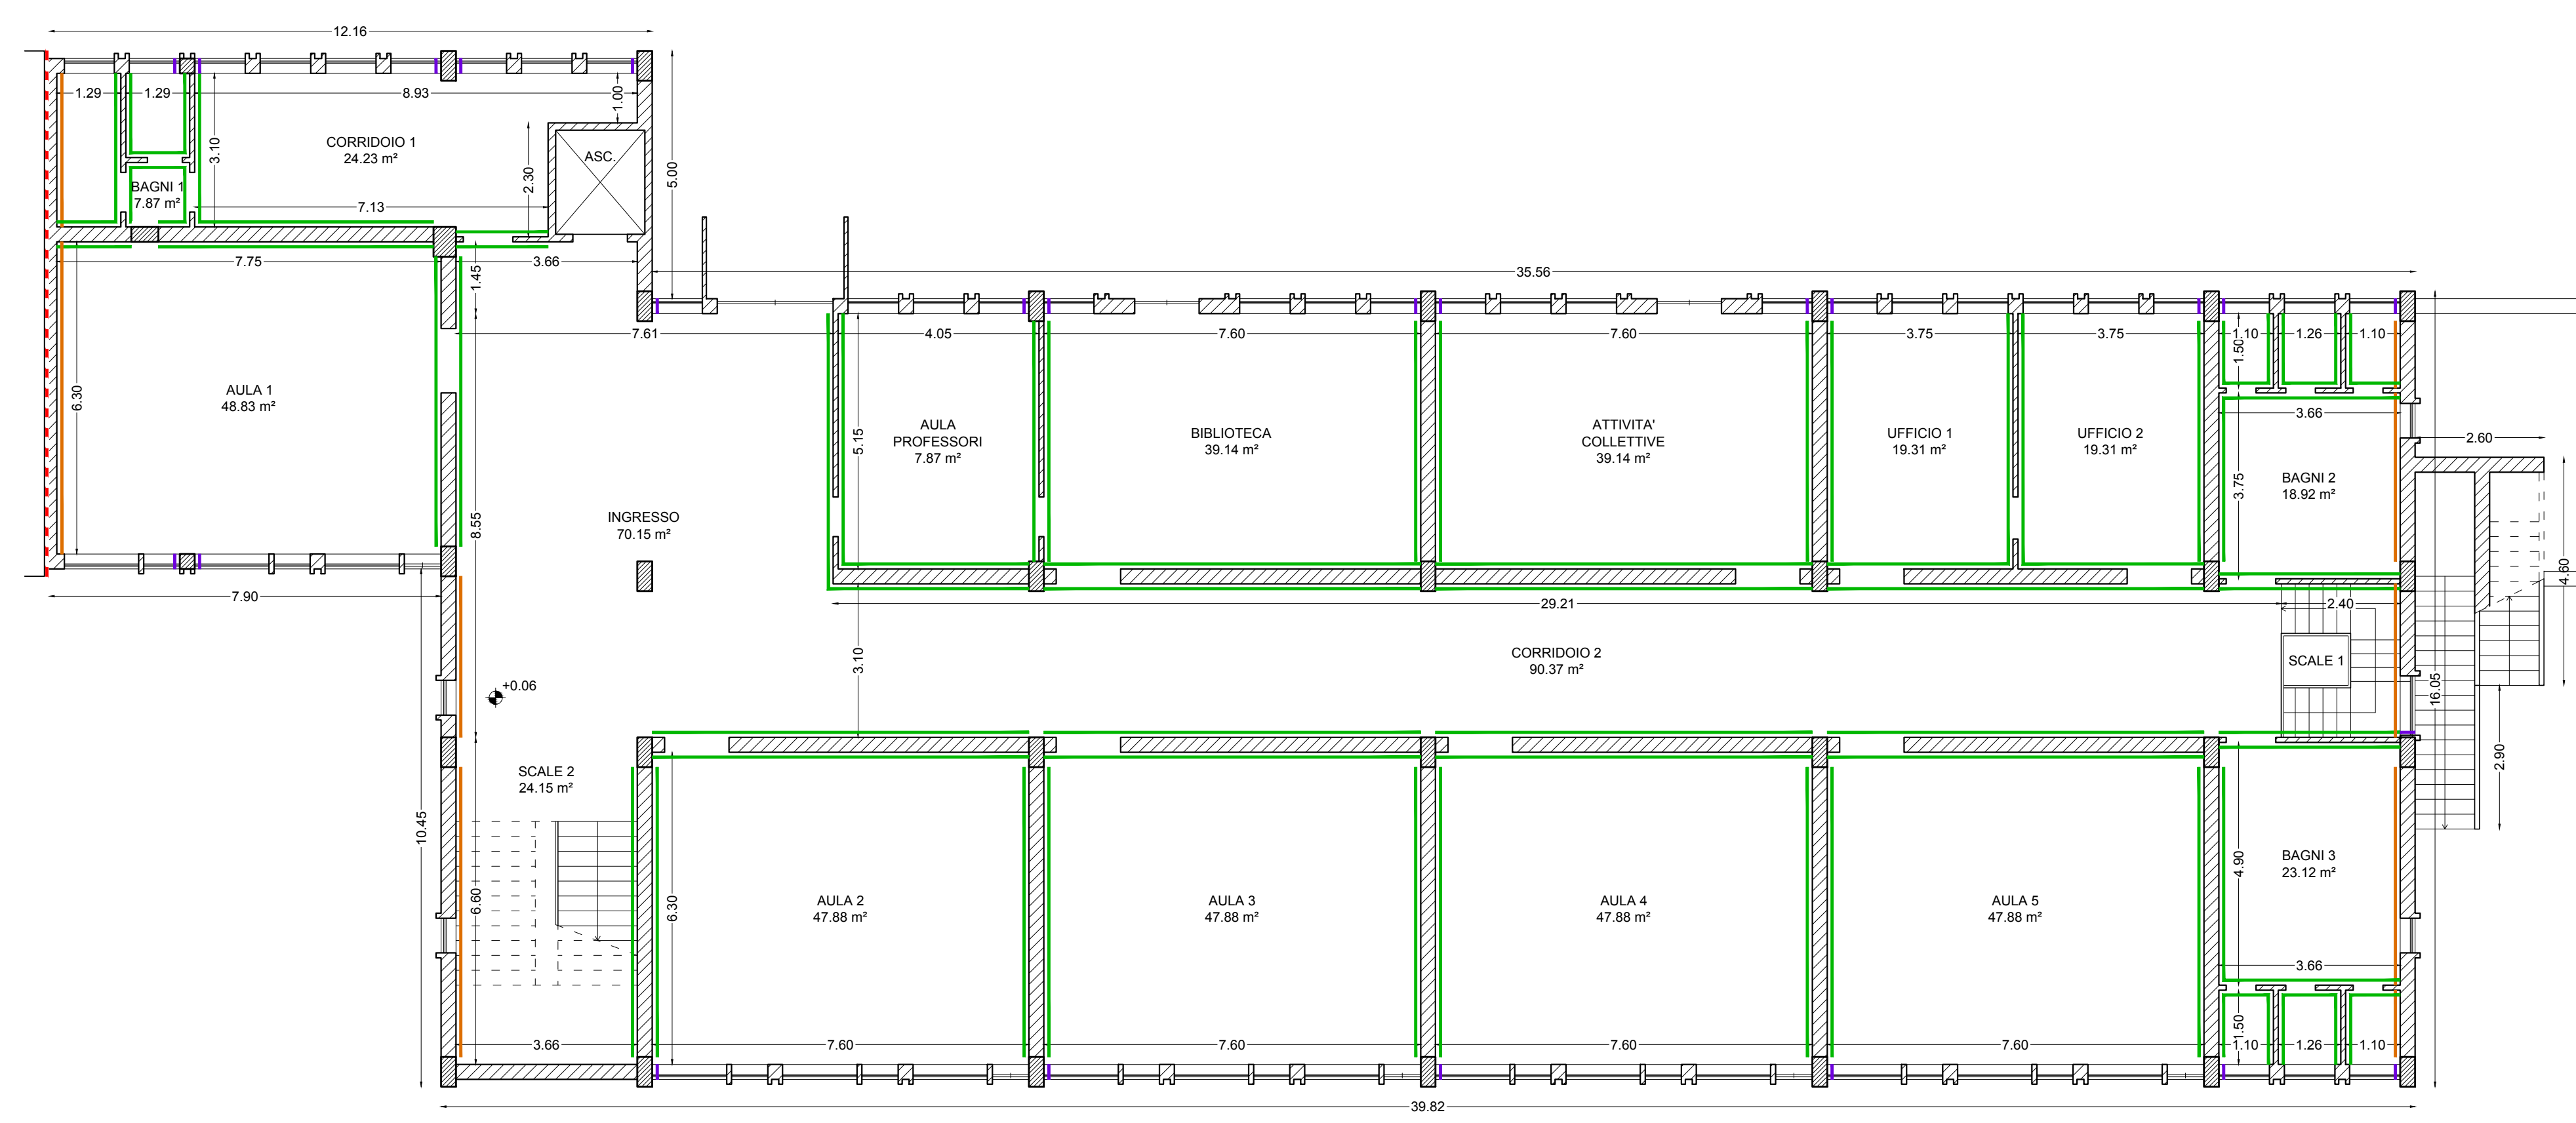 12.16
1.29
1.29
8.93
1.00
CORRIDOIO 1
24.23 m²
3.10
ASC.
2.30
5.00
BAGNI 1
7.87 m²
7.13
7.75
3.66
1.45
35.56
7.61
4.05
7.60
7.60
3.75
3.75
1.10
1.26
1.10
1.50
6.30
AULA 1
48.83 m²
3.66
2.60
AULA
PROFESSORI
7.87 m²
5.15
BIBLIOTECA
39.14 m²
ATTIVITA'
COLLETTIVE
39.14 m²
UFFICIO 1
19.31 m²
UFFICIO 2
19.31 m²
BAGNI 2
18.92 m²
3.75
INGRESSO
70.15 m²
8.55
4.60
7.90
29.21
2.40
CORRIDOIO 2
90.37 m²
3.10
SCALE 1
+0.06
16.05
2.90
SCALE 2
24.15 m²
10.45
6.60
6.30
AULA 2
47.88 m²
AULA 3
47.88 m²
AULA 4
47.88 m²
AULA 5
47.88 m²
BAGNI 3
23.12 m²
4.90
3.66
1.50
3.66
7.60
7.60
7.60
7.60
1.10
1.26
1.10
39.82